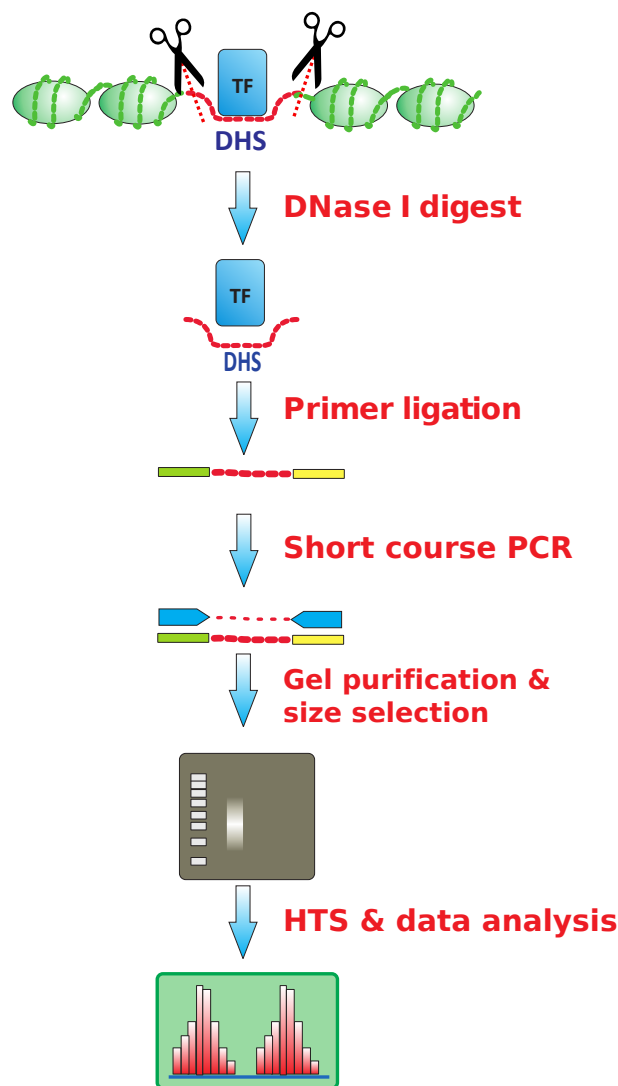 TF
DHS
DNase I digest
TF
DHS
Primer ligation
Short course PCR
Gel purification &
size selection
HTS & data analysis